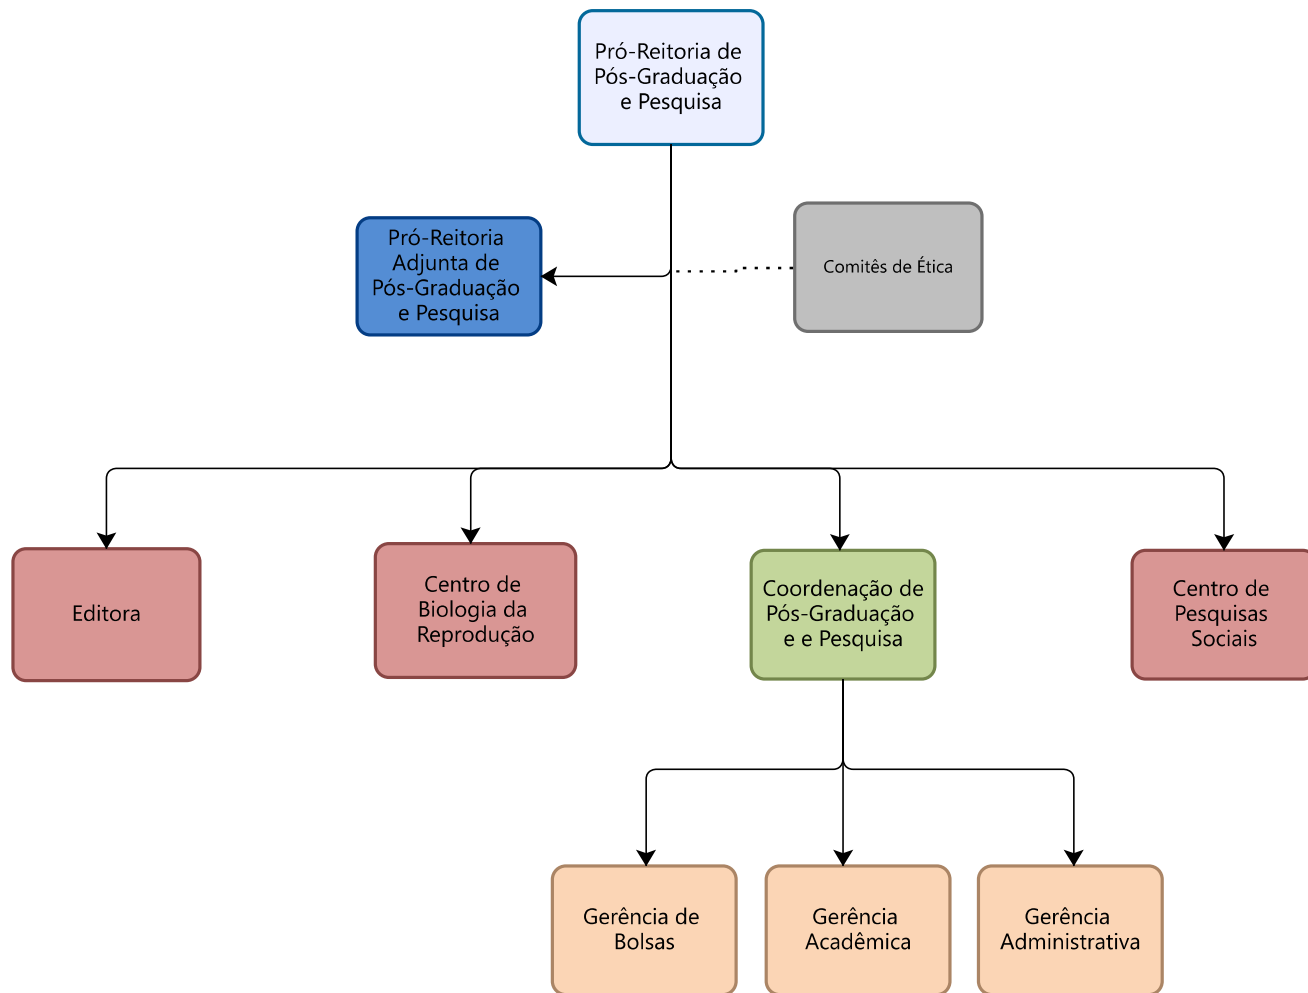 Pró-Reitoria de
Pós-Graduação
e Pesquisa
Pró-Reitoria
Adjunta de
Pós-Graduação
e Pesquisa
Comitês de Ética
Editora
Centro de
Biologia da
Reprodução
Coordenação de
Pós-Graduação
e e Pesquisa
Centro de
Pesquisas
Sociais
Gerência de
Bolsas
Gerência
Acadêmica
Gerência
Administrativa